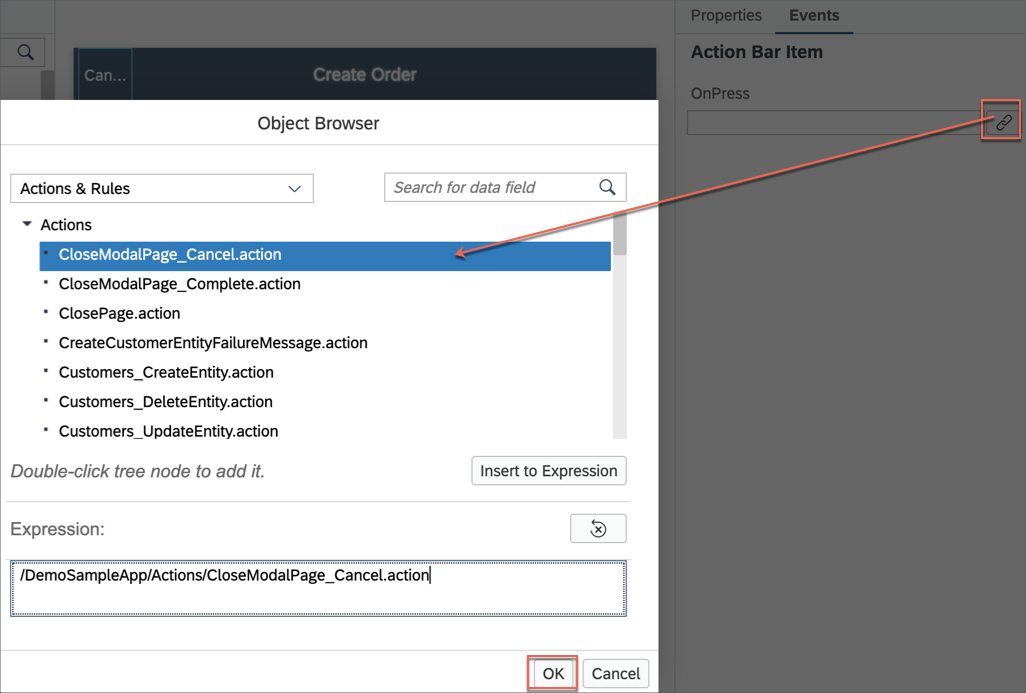 Properties
Events
Action Bar Item
Can...
Create Order
OnPress
Object Browser
Actions & Rules
Search for data field
Actions
CloseModalPage_Cancel.action
CloseModalPage_Complete.action
ClosePage.action
CreateCustomerEntityFailureMessage.action
Customers_CreateEntity.action
Customers_DeleteEntity.action
Customers_UpdateEntity.action
Double-click tree node to add it.
Insert to Expression
Expression:
/DemoSampleApp/Actions/CloseModalPage_Cancel.action
OK
Cancel